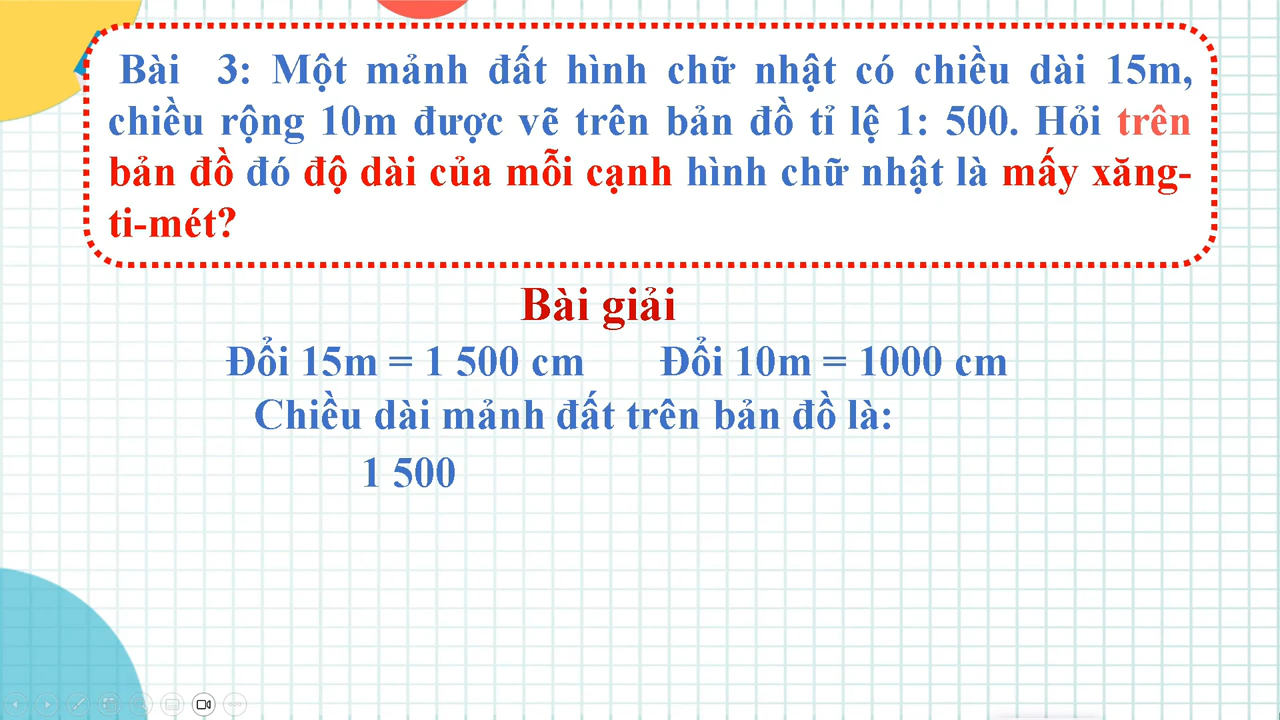 Bài 3: Một mảnh đất hình chữ nhật có chiều dài 15m,
chiều rộng 10m được vẽ trên bản đồ tỉ lệ 1: 500. Hỏi trên
bản đồ đó độ dài của mỗi cạnh hình chữ nhật là mấy xăng-
ti-mét?
Bài giải
Đổi 15m = 1 500 cm Đổi 10m = 1000 cm
Chiều dài mảnh đất trên bản đồ là:
1 500